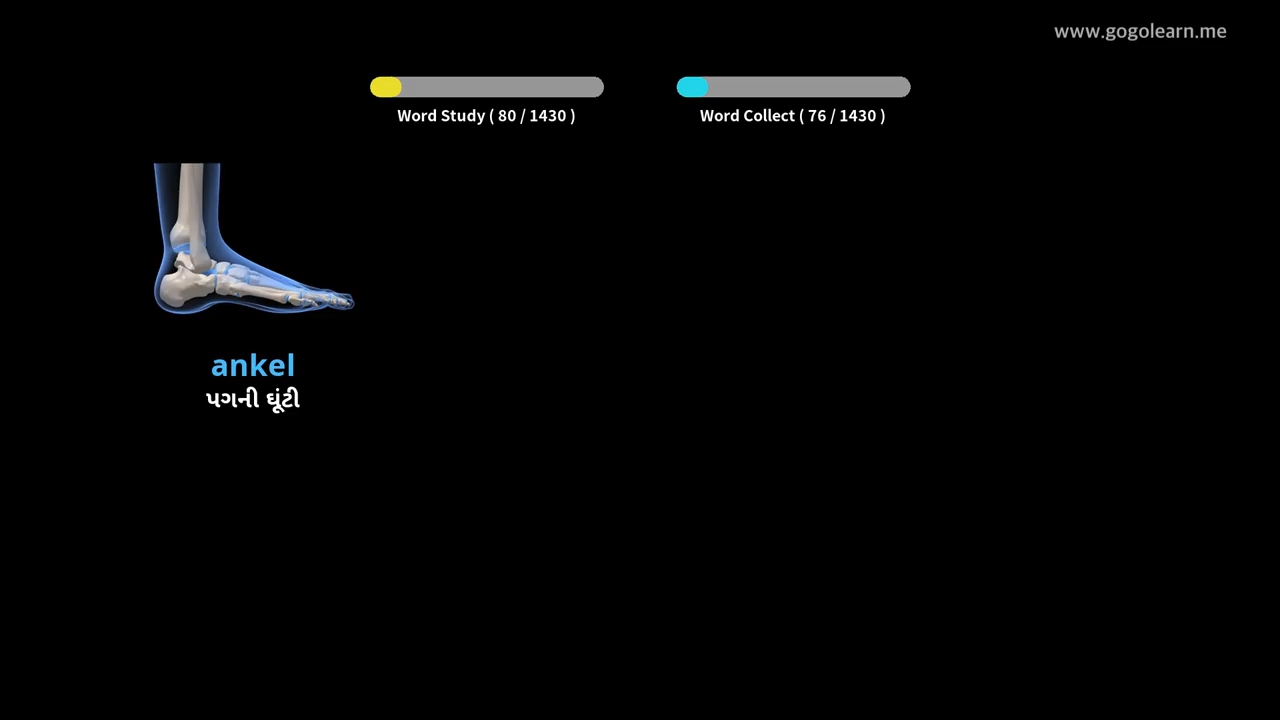 www.gogolearn.me
Word Study ( 80 / 1430 )
Word Collect ( 76 / 1430 )
ankel
પગની ઘૂંટી